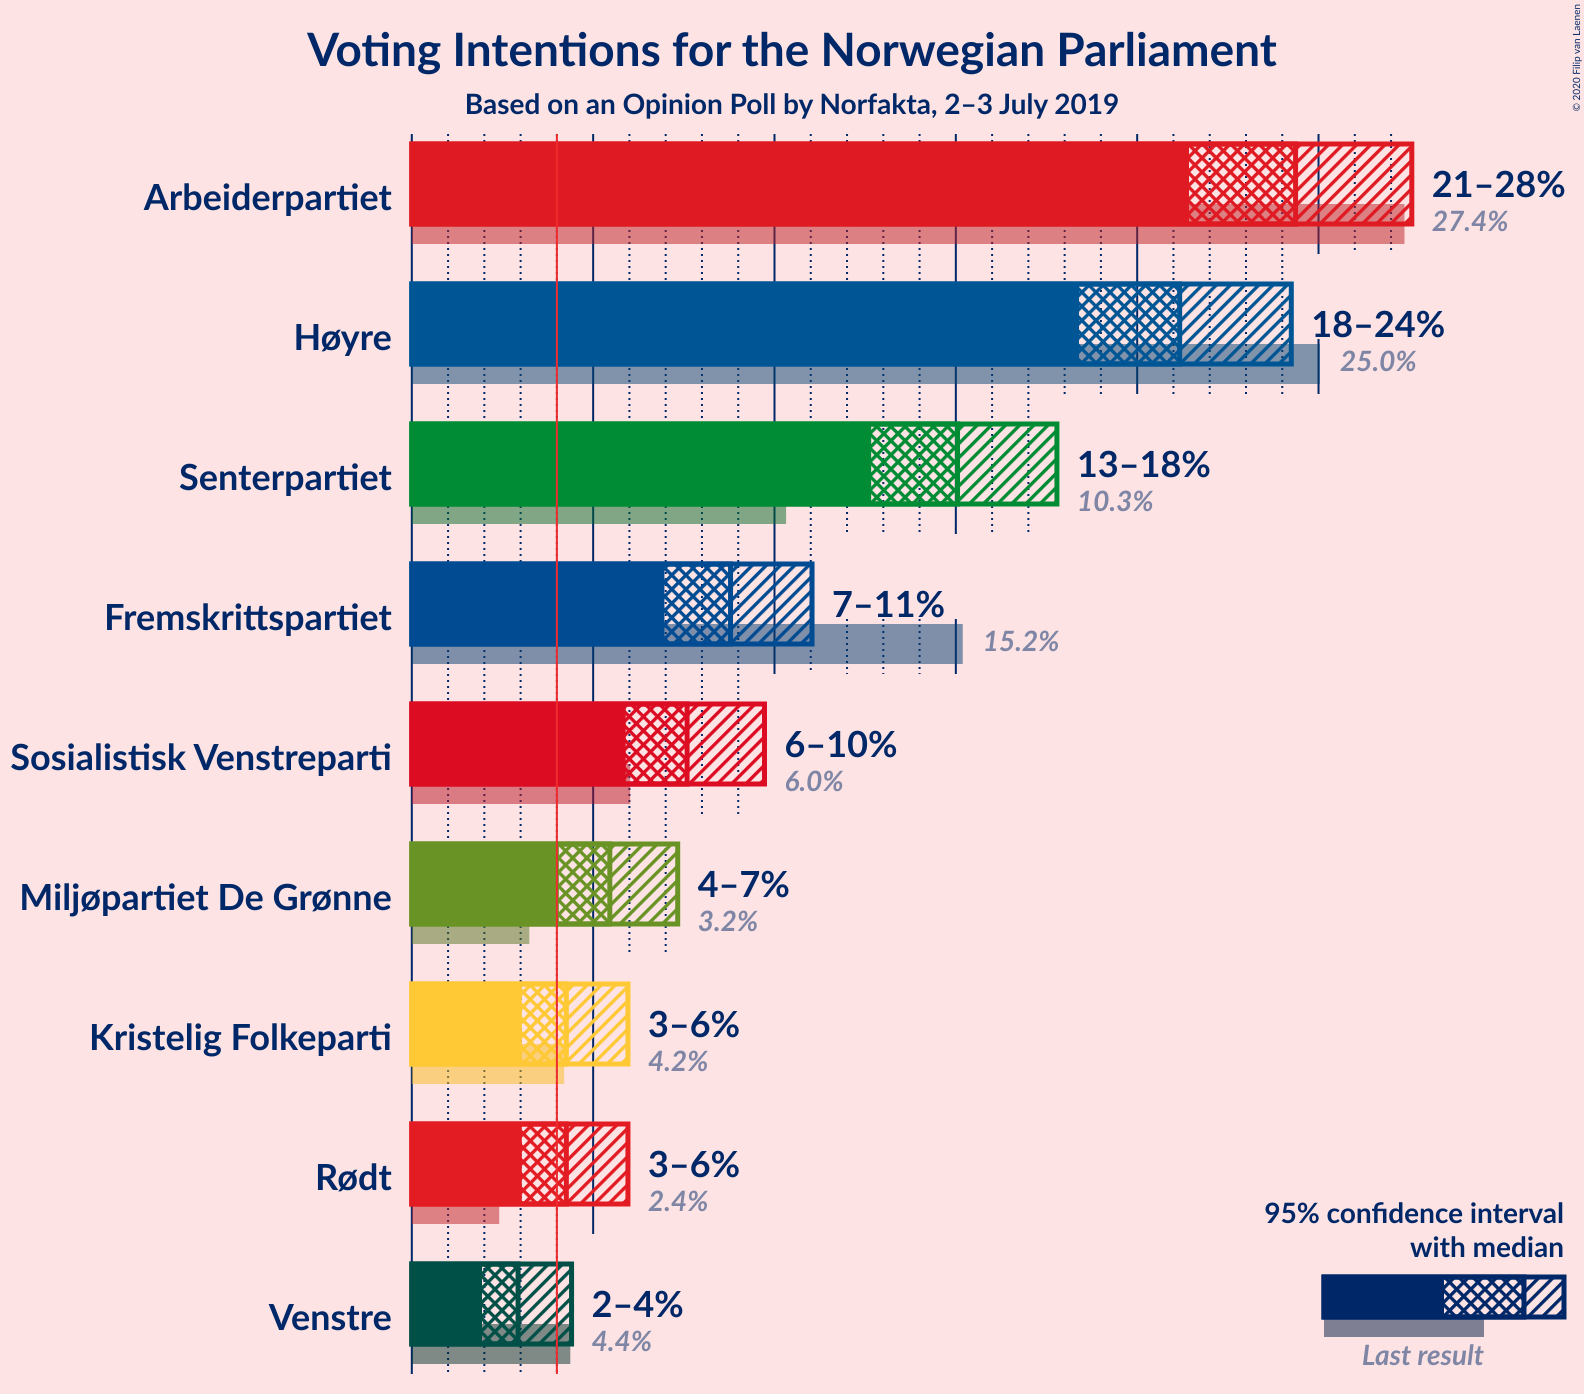 Voting Intentions for the Norwegian Parliament
Based on an Opinion Poll by Norfakta, 2–3 July 2019
© 2020 Filip van Laenen
Arbeiderpartiet
21–28%
27.4%
Høyre
18–24%
25.0%
Senterpartiet
13–18%
10.3%
Fremskrittspartiet
7–11%
15.2%
Sosialistisk Venstreparti
6–10%
6.0%
Miljøpartiet De Grønne
4–7%
3.2%
Kristelig Folkeparti
3–6%
4.2%
Rødt
3–6%
2.4%
Venstre
2–4%
4.4%
95% confidence interval
with median
Last result